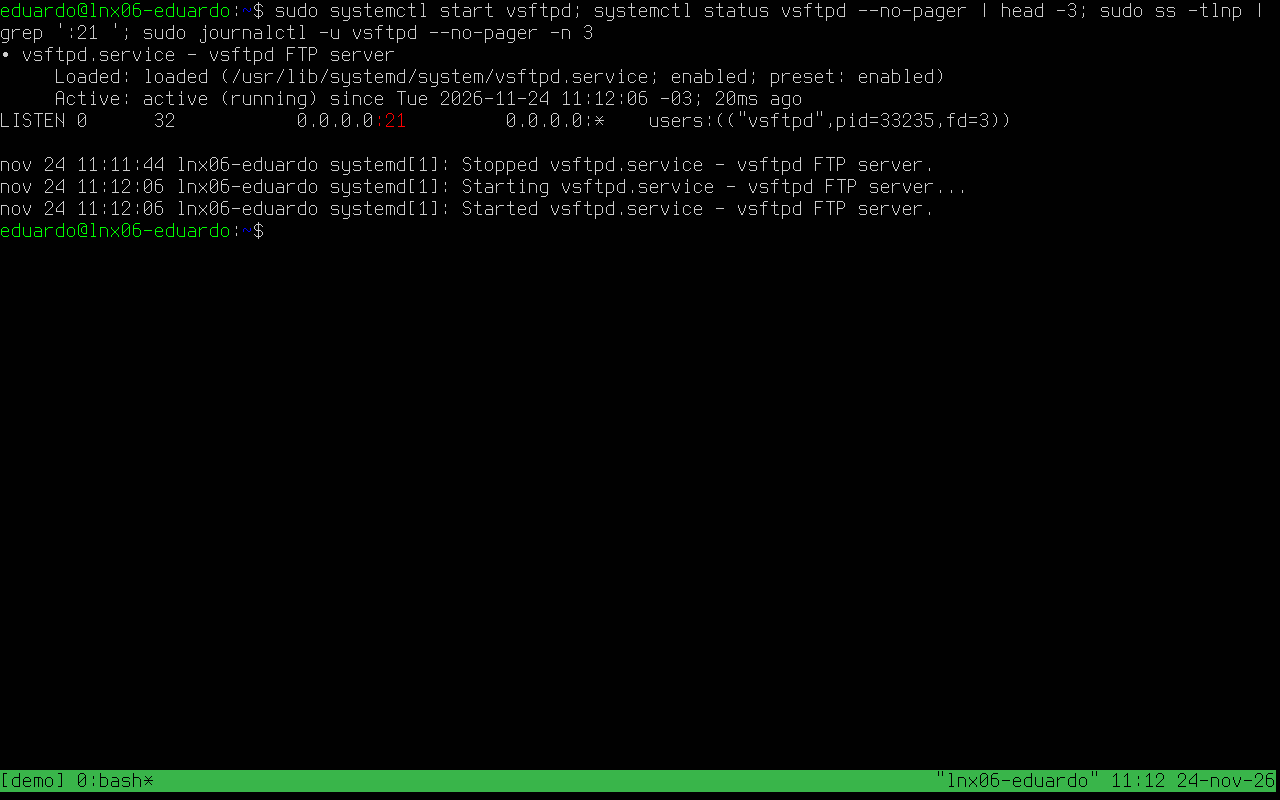 eduardo@lnx06-eduardo:~$ sudo systemctl start vsftpd; systemctl status vsftpd --no-pager | head -3; sudo ss -tlnp |
grep ':21 '; sudo journalctl -u vsftpd --no-pager -n 3
• vsftpd.service - vsftpd FTP server
     Loaded: loaded (/usr/lib/systemd/system/vsftpd.service; enabled; preset: enabled)
     Active: active (running) since Tue 2026-11-24 11:12:06 -03; 20ms ago
LISTEN 0      32           0.0.0.0:21         0.0.0.0:*    users:(("vsftpd",pid=33235,fd=3))
nov 24 11:11:44 lnx06-eduardo systemd[1]: Stopped vsftpd.service - vsftpd FTP server.
nov 24 11:12:06 lnx06-eduardo systemd[1]: Starting vsftpd.service - vsftpd FTP server...
nov 24 11:12:06 lnx06-eduardo systemd[1]: Started vsftpd.service - vsftpd FTP server.
eduardo@lnx06-eduardo:~$
[demo] 0:bash* "lnx06-eduardo" 11:12 24-nov-26